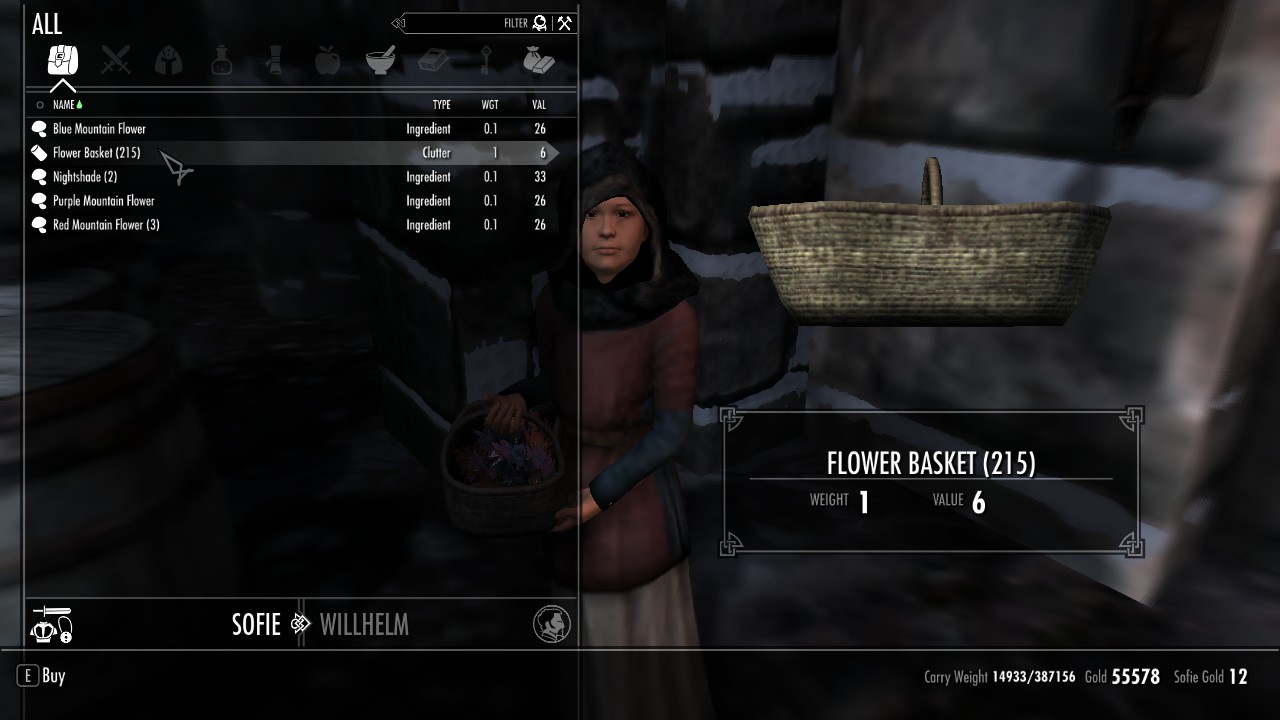 ALL
FILTER
NAME TYPE WGT VAL
Blue Mountain Flower Ingredient 0.1 26
Flower Basket (215) Clutter 1 6
Nightshade (2) Ingredient 0.1 33
Purple Mountain Flower Ingredient 0.1 26
Red Mountain Flower (3) Ingredient 0.1 26
FLOWER BASKET (215)
WEIGHT 1 VALUE 6
SOFIE WILLHELM
E Buy
Carry Weight 14933/387156 Gold 55578 Sofie Gold 12